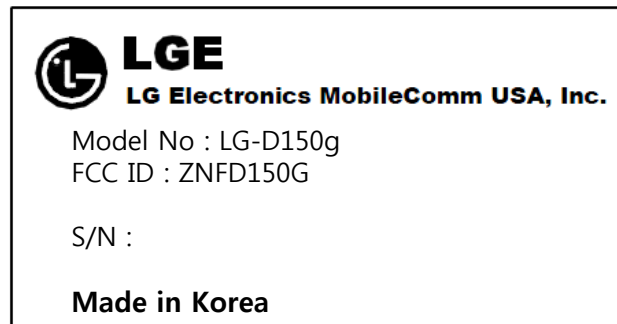 LGE
LG Electronics MobileComm USA, Inc.
Model No : LG-D150g
FCC ID : ZNFD150G
S/N :
Made in Korea